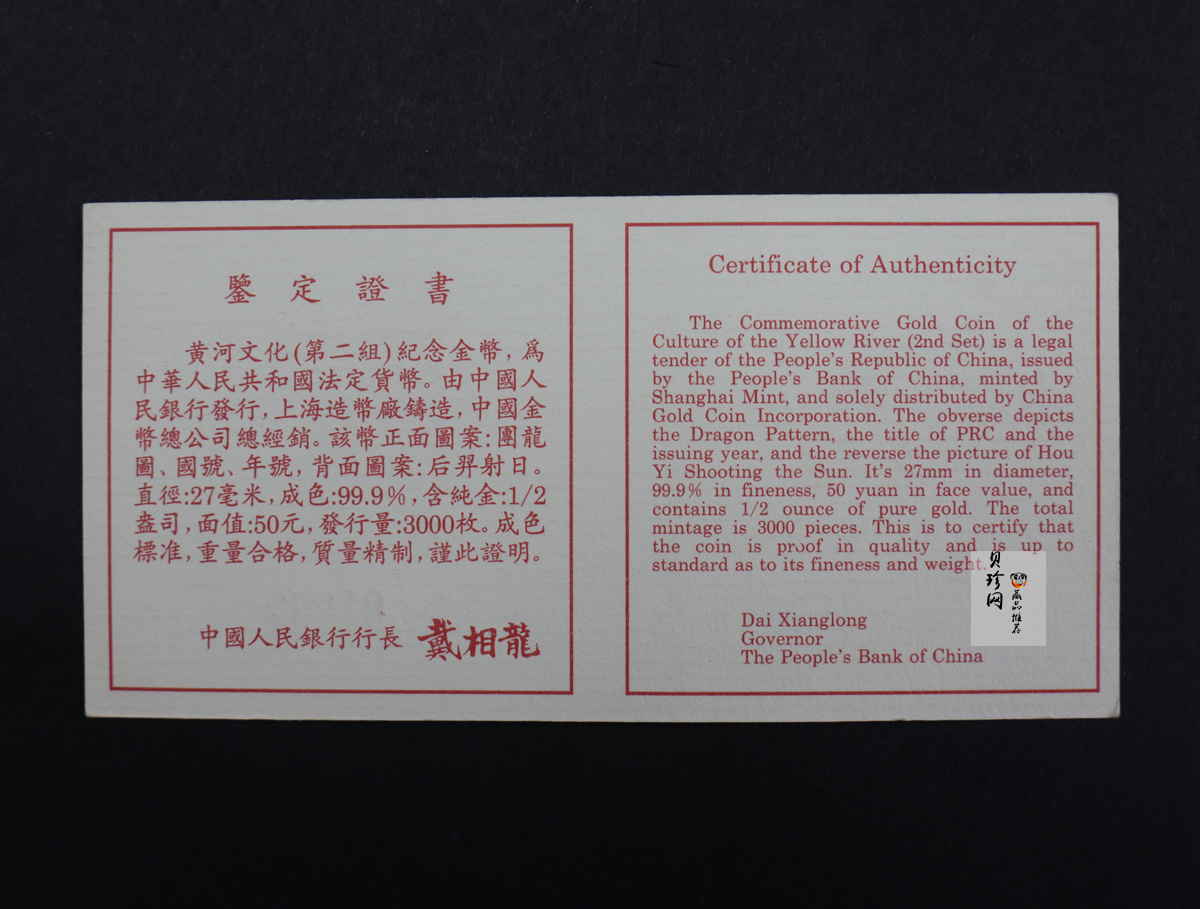 鑒定證書
黄河文化(第二組)紀念金幣，爲
中華人民共和國法定貨幣。由中國人
民銀行發行，上海造幣廠鑄造，中國金
幣總公司總經銷。該幣正面圖案：團龍
圖、國號、年號，背面圖案：后羿射日。
直徑:27毫米，成色:99.9%，含純金:1/2
盎司，面值:50元，發行量:3000枚。成色
標准，重量合格，質量精制，謹此證明。
中國人民銀行行長 戴相龍
Certificate of Authenticity
The Commemorative Gold Coin of the
Culture of the Yellow River (2nd Set) is a legal
tender of the People's Republic of China, issued
by the People's Bank of China, minted by
Shanghai Mint, and solely distributed by China
Gold Coin Incorporation. The obverse depicts
the Dragon Pattern, the title of PRC and the
issuing year, and the reverse the picture of Hou
Yi Shooting the Sun. It's 27mm in diameter,
99.9% in fineness, 50 yuan in face value, and
contains 1/2 ounce of pure gold. The total
mintage is 3000 pieces. This is to certify that
the coin is proof in quality and is up to
standard as to its fineness and weight.
Dai Xianglong
Governor
The People's Bank of China
贝珍网
藏品推荐